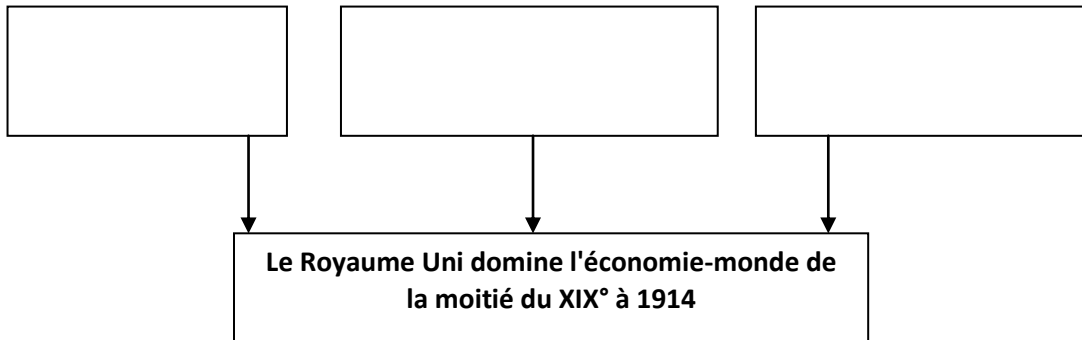 Le Royaume Uni domine l'économie-monde de
la moitié du XIX° à 1914